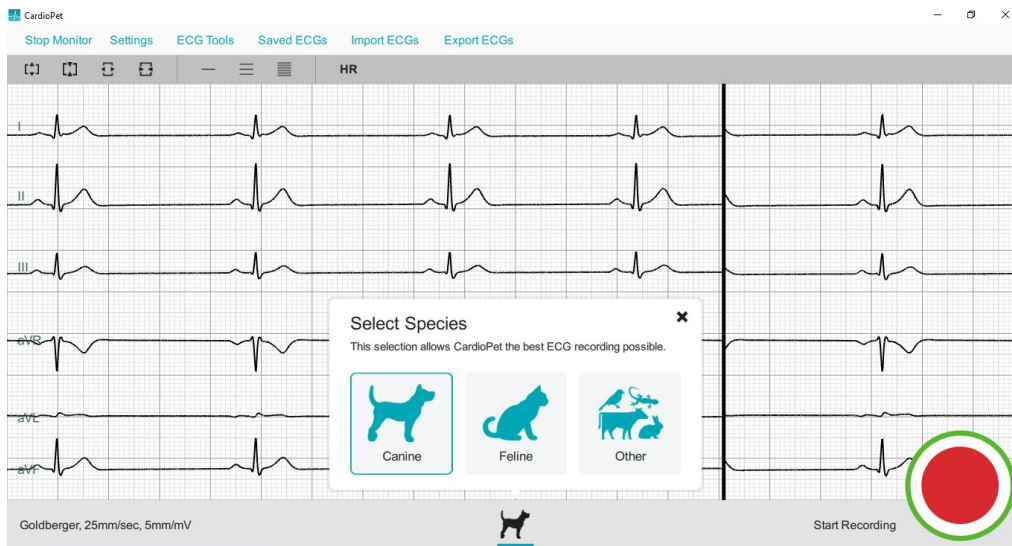 CardioPet
Stop Monitor Settings ECG Tools Saved ECGs Import ECGs Export ECGs
HR
I
II
III
aVR
aVL
aVF
Select Species
This selection allows CardioPet the best ECG recording possible.
Canine Feline Other
Goldberger, 25mm/sec, 5mm/mV
Start Recording